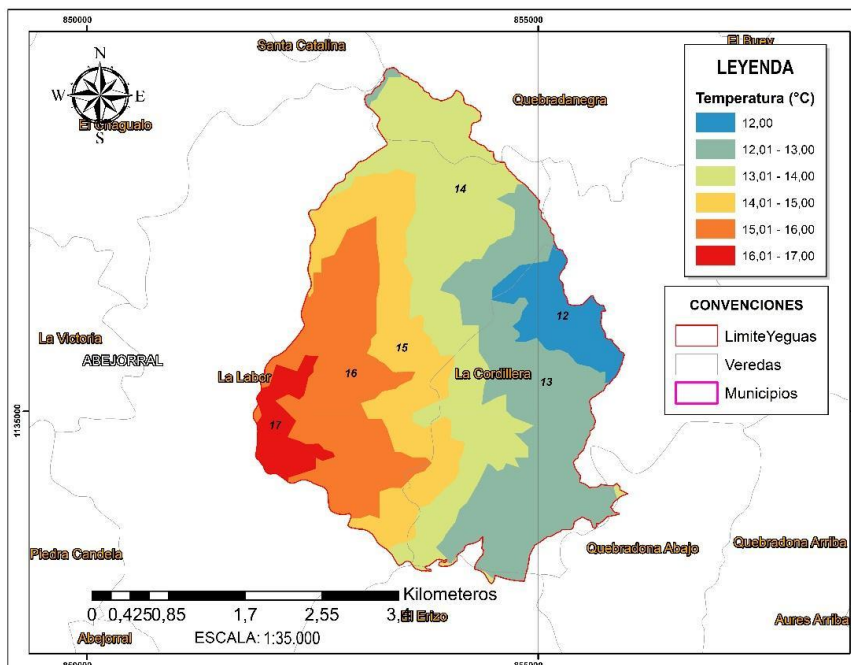 850000
855000
Santa Catalina
El Buey
N
W
E
S
El Chagualo
Quebradanegra
LEYENDA
Temperatura (°C)
12,00
12,01 - 13,00
13,01 - 14,00
14,01 - 15,00
15,01 - 16,00
16,01 - 17,00
14
12
CONVENCIONES
LimiteYeguas
Veredas
Municipios
La Victoria
ABEJORRAL
La Labor
16
15
La Cordillera
13
17
1135000
Piedra Candela
Quebradona Abajo
Quebradona Arriba
Kilometeros
0 0,425 0,85 1,7 2,55
El Erizo
ESCALA: 1:35.000
Abejorral
Aures Arriba
855000